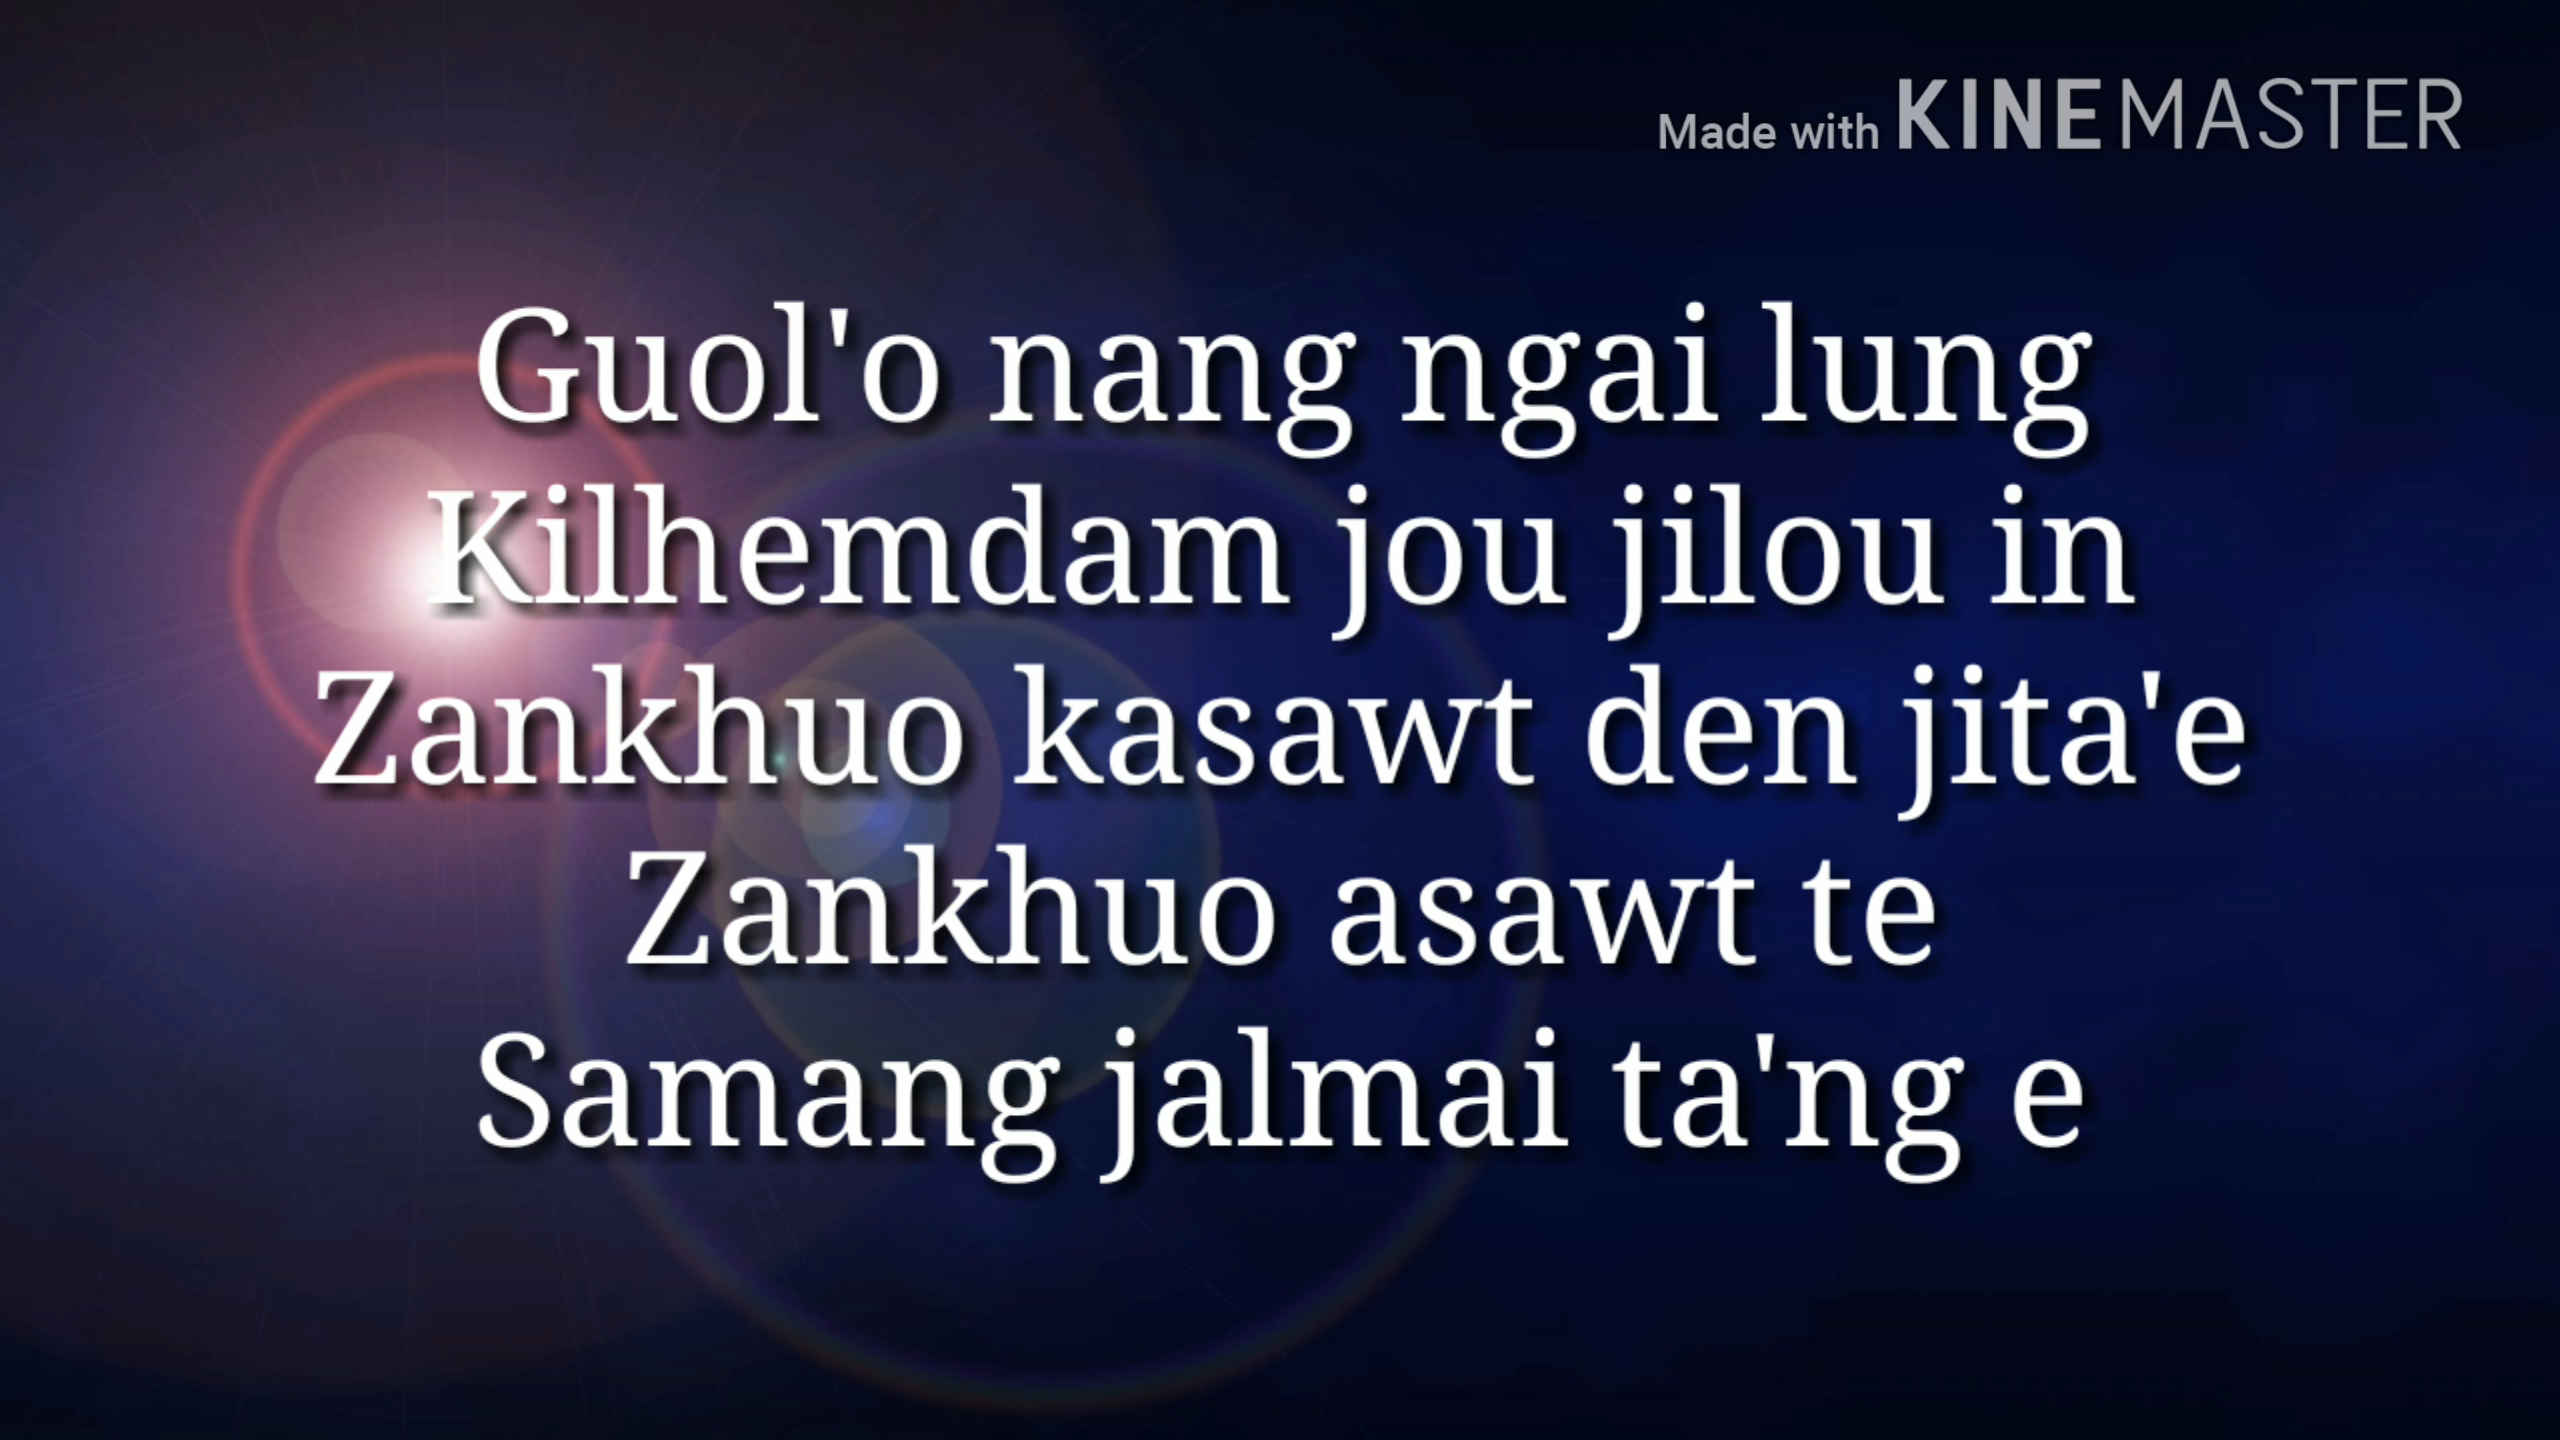 Made with KINEMASTER
Guol'o nang ngai lung
Kilhemdam jou jilou in
Zankhuo kasawt den jita'e
Zankhuo asawt te
Samang jalmai ta'ng e